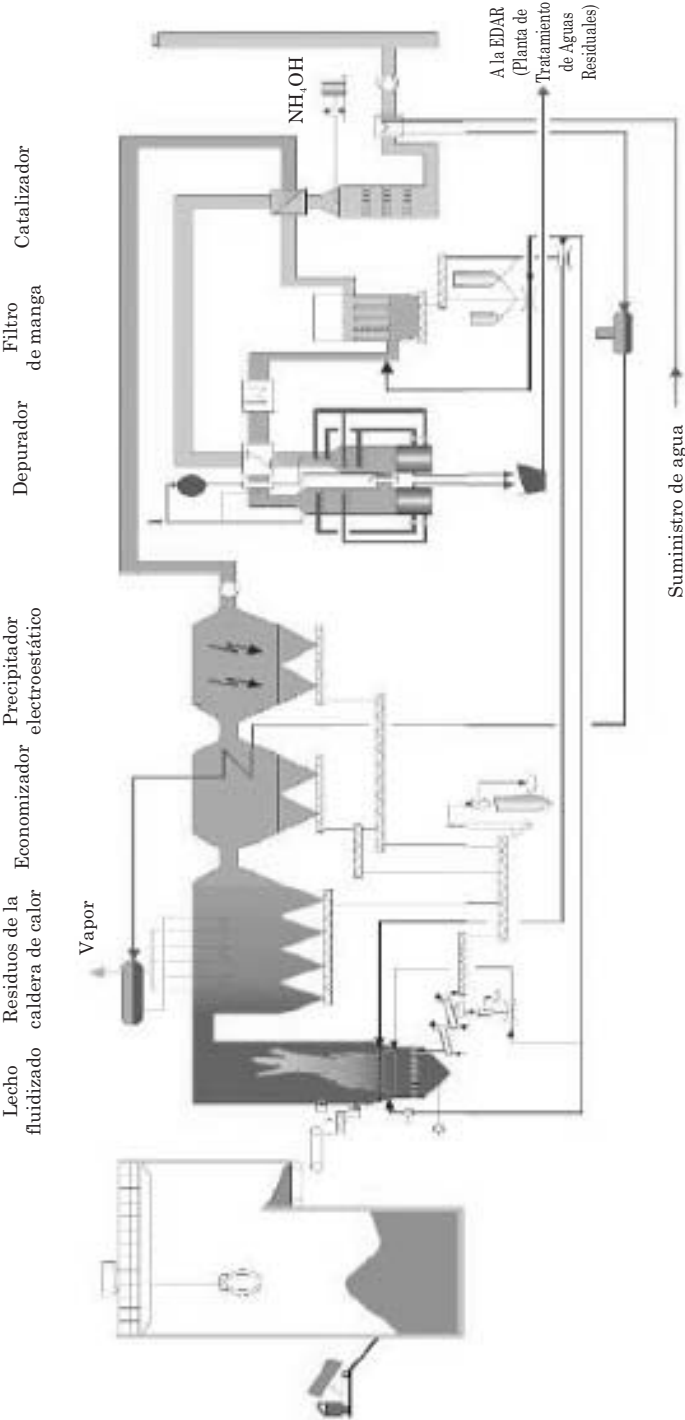 Lecho
fluidizado
Residuos de la
caldera de calor
Economizador
Precipitador
electroestático
Depurador
Filtro
de manga
Catalizador
Vapor
NH₄OH
A la EDAR
(Planta de
Tratamiento
de Aguas
Residuales)
Suministro de agua